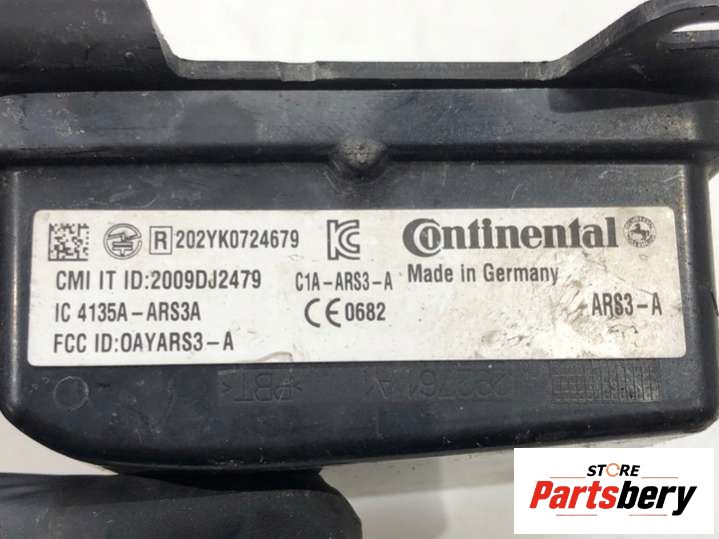 R 202YK0724679
Continental
CMI IT ID:2009DJ2479
C1A-ARS3-A
Made in Germany
IC 4135A-ARS3A
CE 0682
ARS3-A
FCC ID:OAYARS3-A
>PBT<
STORE
Partsbery